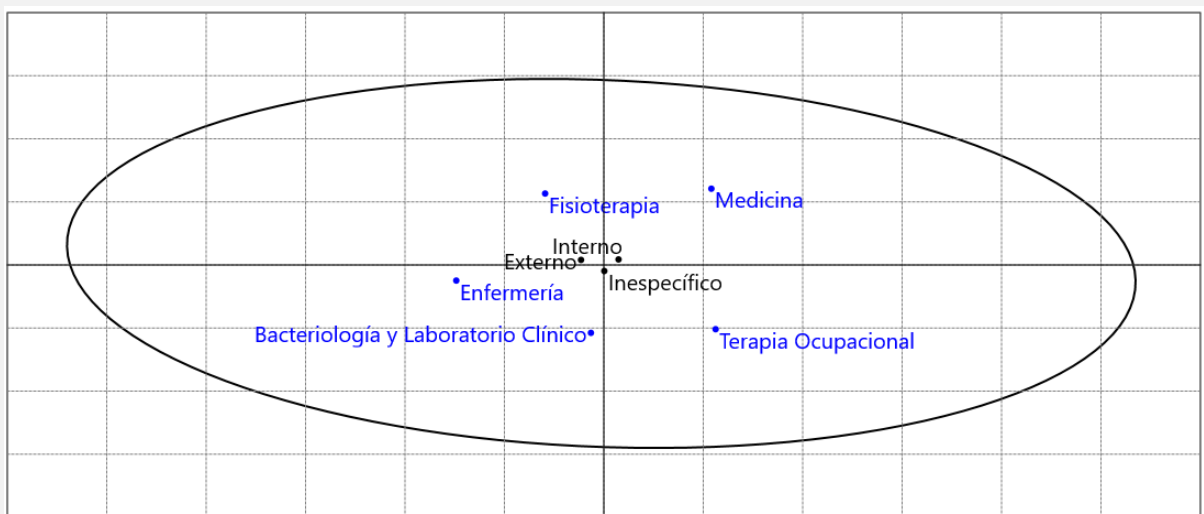 Medicina
Fisioterapia
Interno
Externo
Inespecífico
Enfermería
Bacteriología y Laboratorio Clínico
Terapia Ocupacional